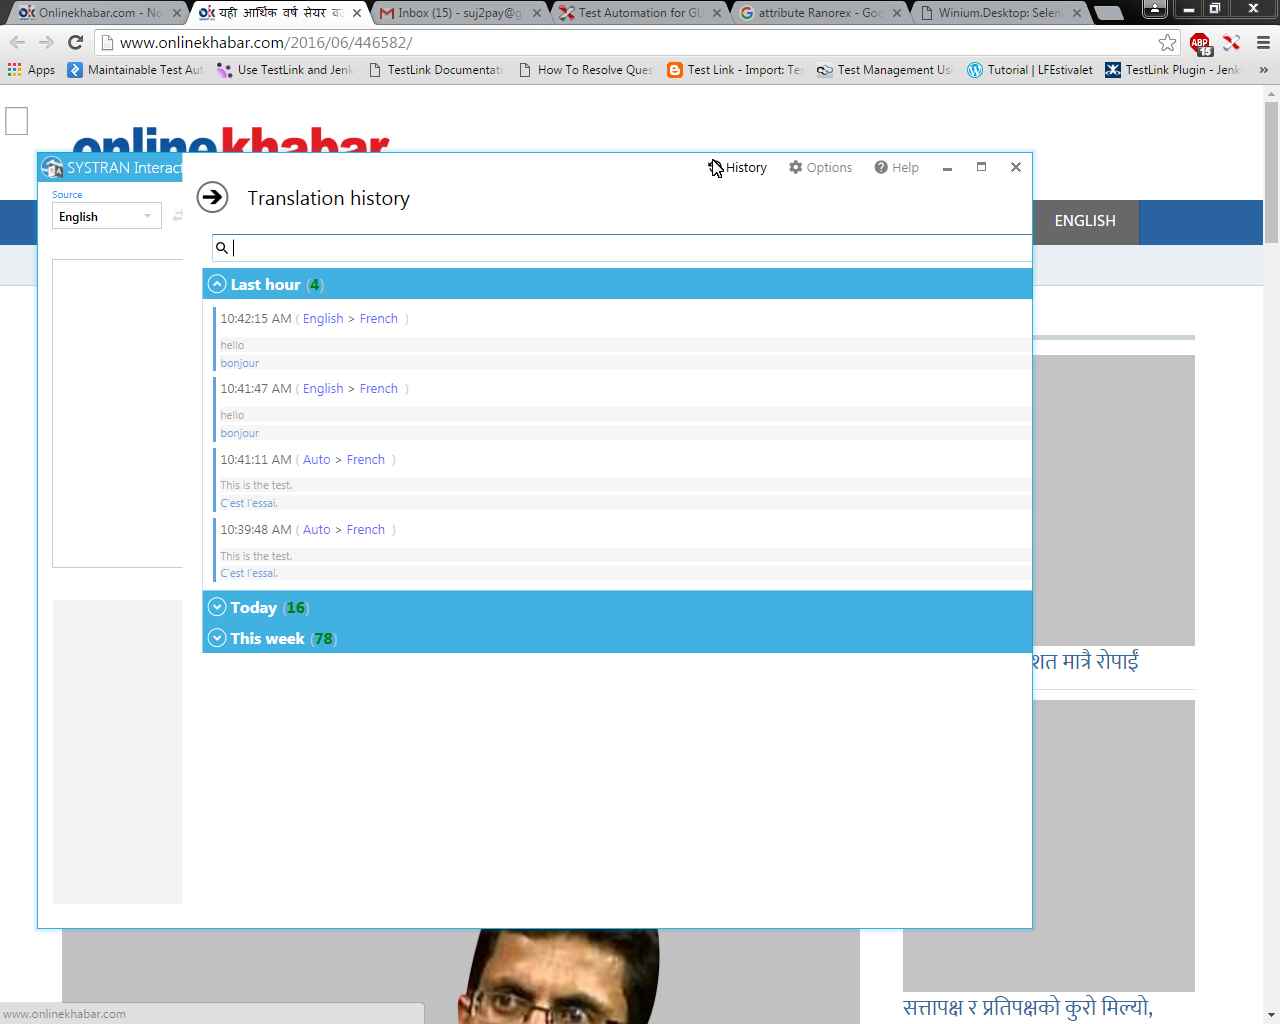 Onlinekhabar.com - No
यही आर्थिक वर्ष सेयर
Inbox (15) - suj2pay@g
Test Automation for GU
attribute Ranorex - Goo
Winium.Desktop: Selen
www.onlinekhabar.com/2016/06/446582/
ABP
15
Apps
Maintainable Test Aut
Use TestLink and Jenk
TestLink Documentati
How To Resolve Ques
Test Link - Import: Te
Test Management Us
Tutorial | LFEstivalet
TestLink Plugin - Jenk
»
onlinekhabar
SYSTRAN Interact
History
Options
Help
Source
English
Translation history
ENGLISH
Last hour (4)
10:42:15 AM ( English > French )
hello
bonjour
10:41:47 AM ( English > French )
hello
bonjour
10:41:11 AM ( Auto > French )
This is the test.
C'est l'essai.
10:39:48 AM ( Auto > French )
This is the test.
C'est l'essai.
Today (16)
This week (78)
शत मात्रै रोपाईं
सत्तापक्ष र प्रतिपक्षको कुरो मिल्यो,
www.onlinekhabar.com